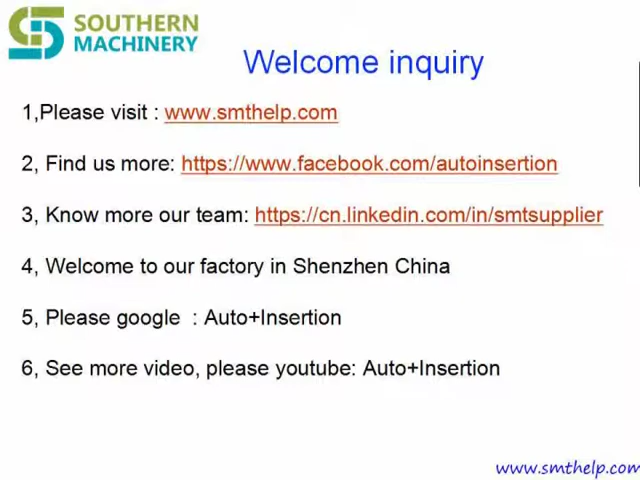 SOUTHERN
MACHINERY
Welcome inquiry
1,Please visit : www.smthelp.com
2, Find us more: https://www.facebook.com/autoinsertion
3, Know more our team: https://cn.linkedin.com/in/smtsupplier
4, Welcome to our factory in Shenzhen China
5, Please google : Auto+Insertion
6, See more video, please youtube: Auto+Insertion
www.smthelp.com